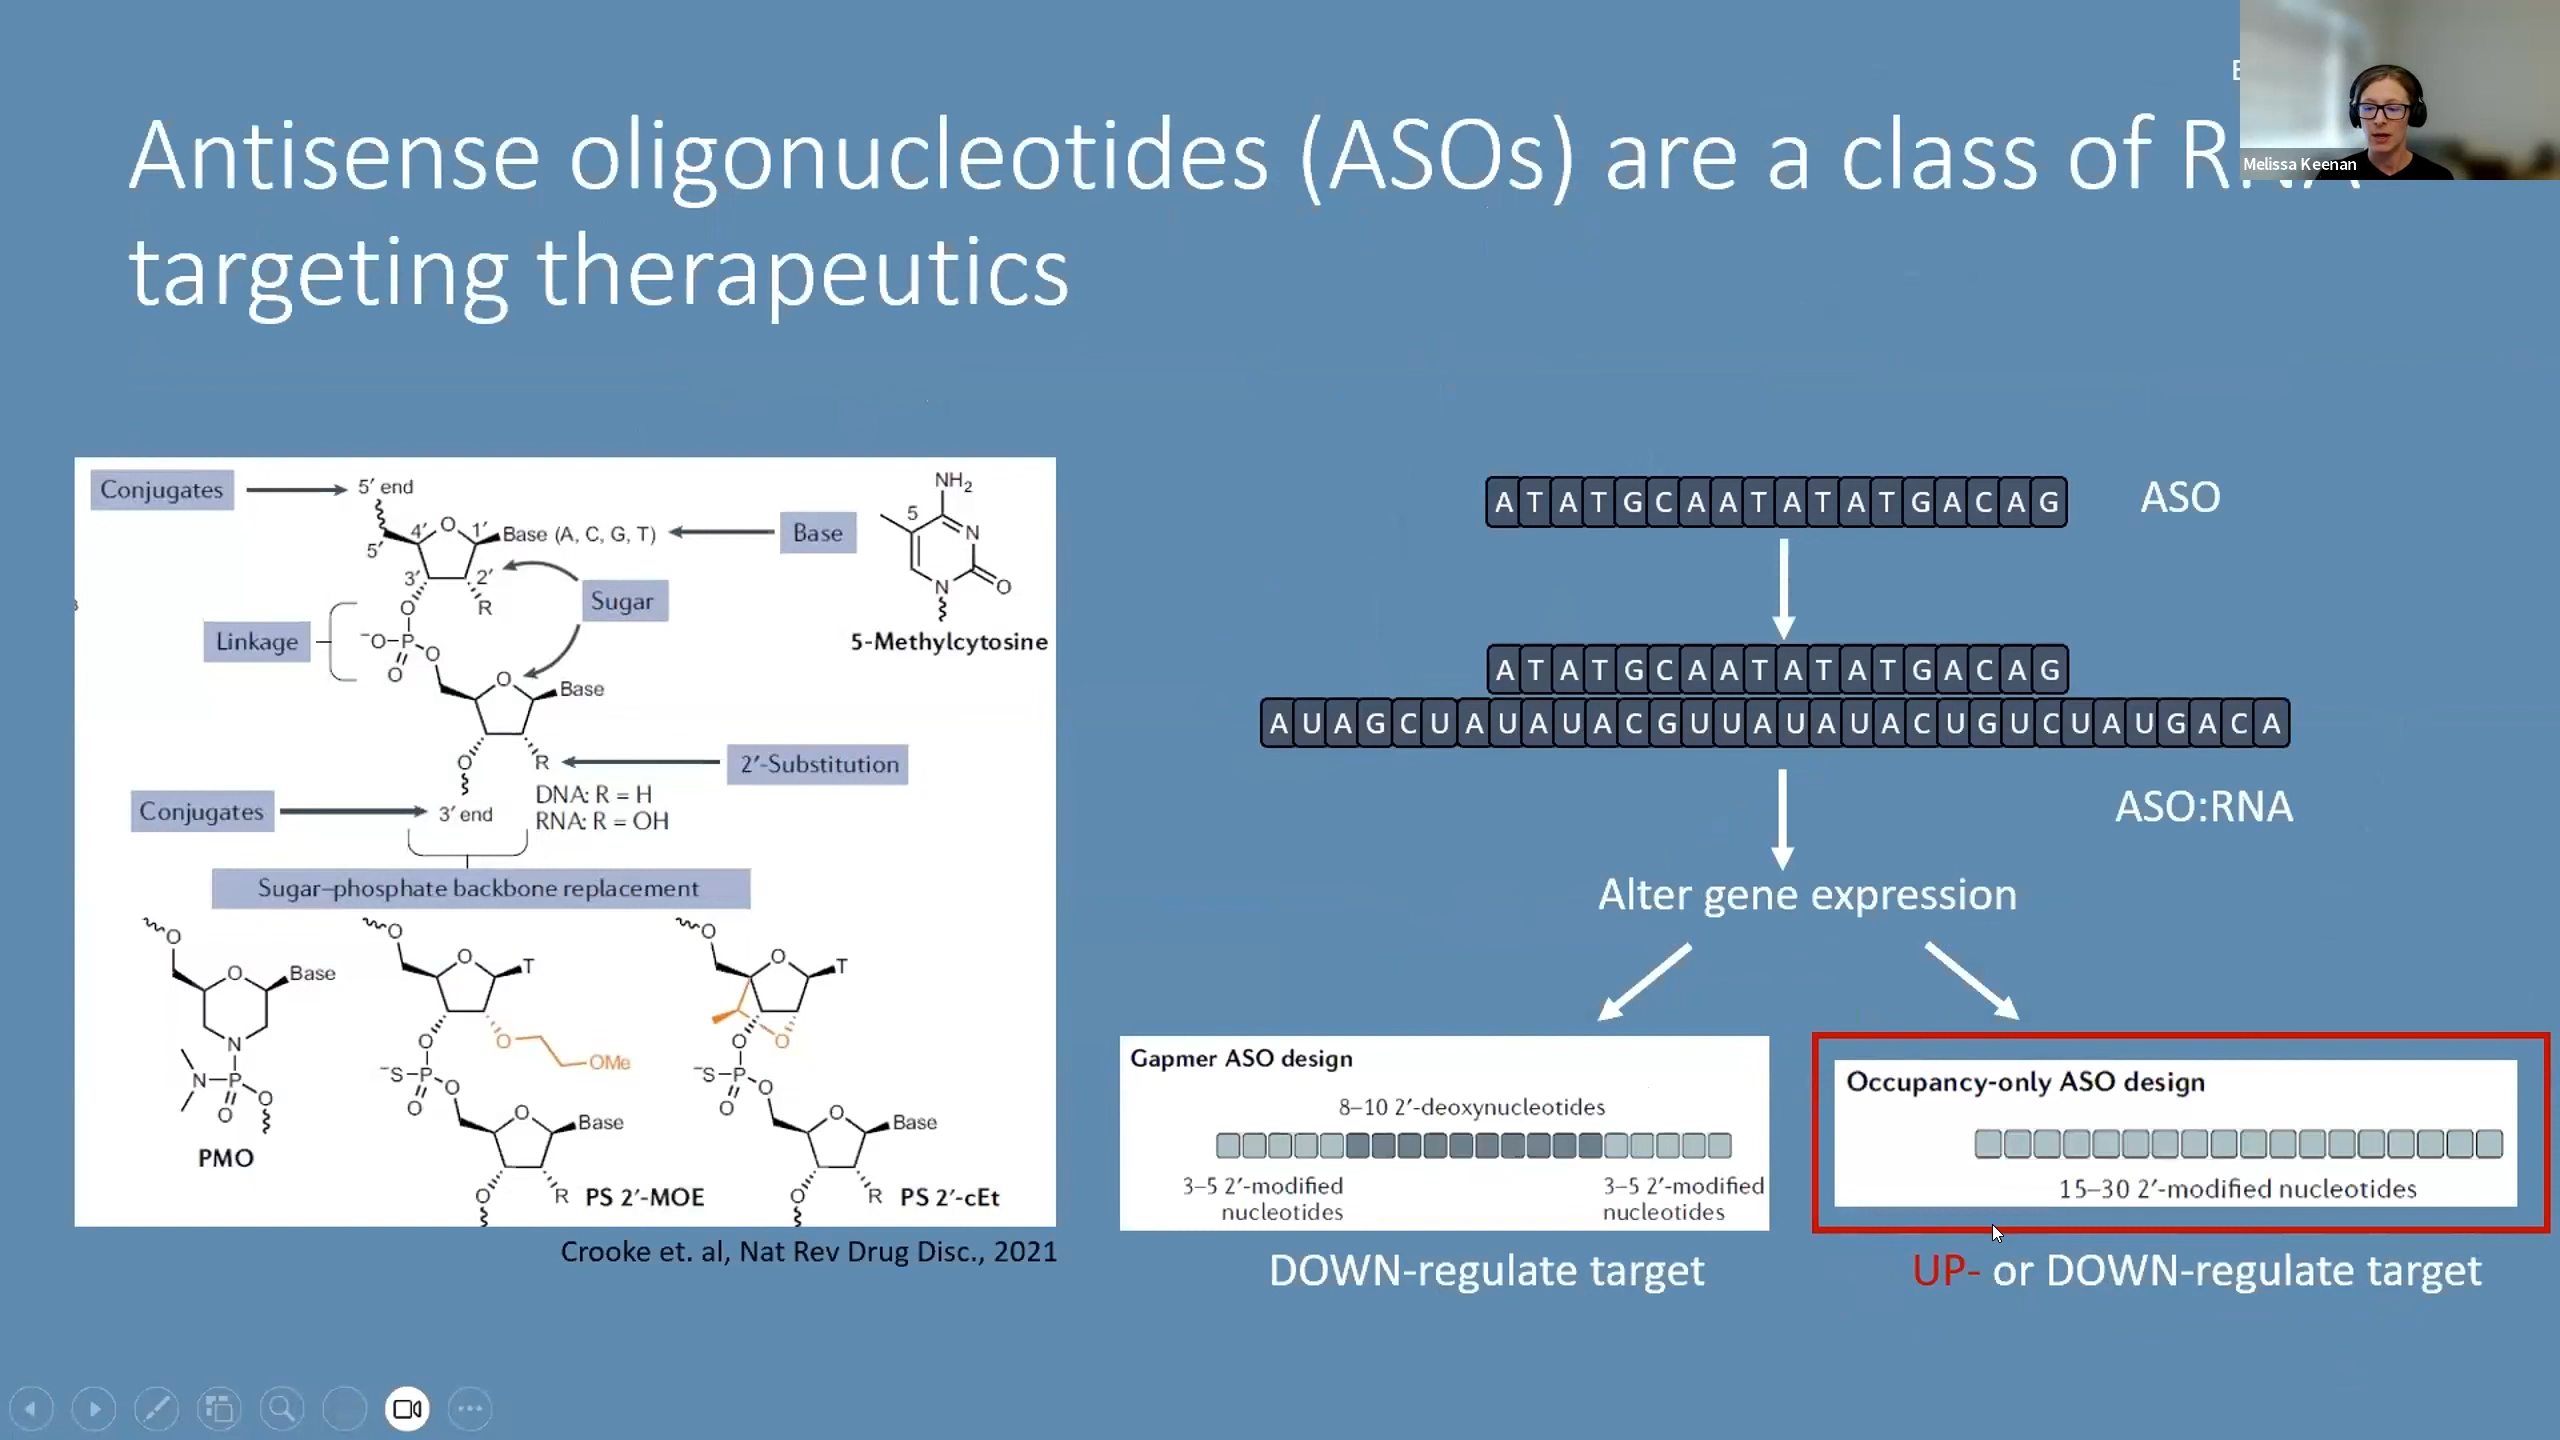 Antisense oligonucleotides (ASOs) are a class of
targeting therapeutics
Melissa Keenan
Conjugates
5′ end
NH₂
5
N
N
O
5-Methylcytosine
4′
O
1′
Base (A, C, G, T)
Base
5′
3′
2′
R
Sugar
O
Linkage
⁻O–P
O
O
O
Base
O
R
2′-Substitution
DNA: R = H
RNA: R = OH
Conjugates
3′ end
Sugar–phosphate backbone replacement
O
O
Base
N
N
P
O
O
PMO
O
O
T
O
O
OMe
⁻S–P
O
O
O
Base
O
R
PS 2′-MOE
O
O
T
O
O
⁻S–P
O
O
O
Base
O
R
PS 2′-cEt
Crooke et. al, Nat Rev Drug Disc., 2021
ATATGCAATATATGACAG
ASO
ATATGCAATATATGACAG
AUAGCUAUAUACGUUAUAUACUGUCUAUGACA
ASO:RNA
Alter gene expression
Gapmer ASO design
8–10 2′-deoxynucleotides
3–5 2′-modified
nucleotides
3–5 2′-modified
nucleotides
DOWN-regulate target
Occupancy-only ASO design
15–30 2′-modified nucleotides
UP- or DOWN-regulate target